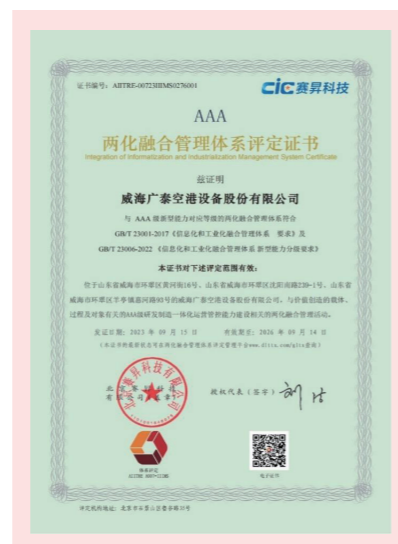 证书编号：AIITRE-00723IIIMS0276001
CIC赛昇科技
AAA
两化融合管理体系评定证书
Integration of Informatization and Industrialization Management System Certificate
兹证明
威海广泰空港设备股份有限公司
与 AAA 级新型能力对应等级的两化融合管理体系符合
GB/T 23001-2017《信息化和工业化融合管理体系 要求》及
GB/T 23006-2022 《信息化和工业化融合管理体系 新型能力分级要求》
本证书对下述评定范围有效：
位于山东省威海市环翠区黄河街16号、山东省威海市环翠区沈阳南路239-1号、山东省
威海市环翠区羊亭镇惠河路80号的威海广泰空港设备股份有限公司，与价值创造的载体、
过程及对象有关的AAA级研发制造一体化运营管控能力建设相关的两化融合管理活动。
发证日期：2023 年 09 月 15 日 有效期至：2026 年 09 月 14 日
授权代表（签字）
体系评定
电子证书
评定机构地址：北京市石景山区鲁谷路35号